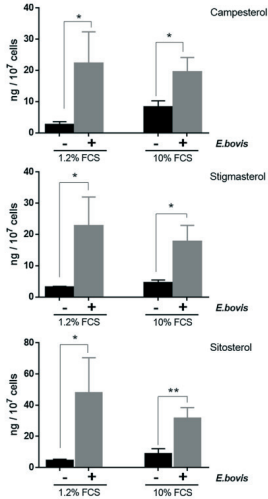 Campesterol
ng / 10⁷ cells
40
30
20
10
0
*
*
- + - +
E.bovis
1.2% FCS 10% FCS
Stigmasterol
ng / 10⁷ cells
40
30
20
10
0
*
*
- + - +
E.bovis
1.2% FCS 10% FCS
Sitosterol
ng / 10⁷ cells
80
60
40
20
0
*
**
- + - +
E.bovis
1.2% FCS 10% FCS